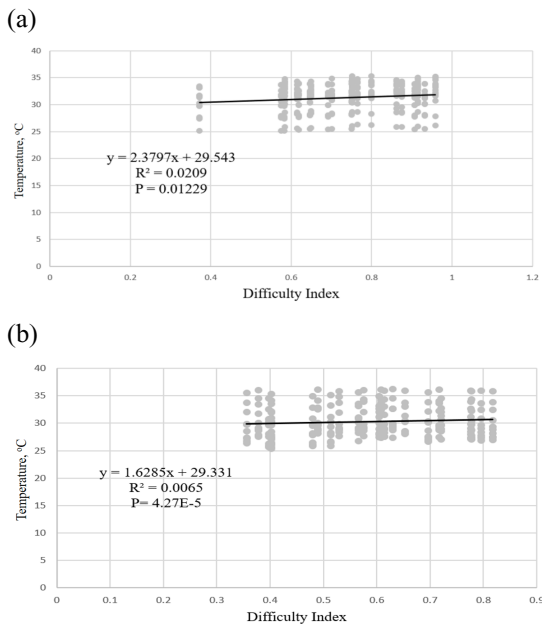 (a)
40
35
30
25
20
15
10
5
0
Temperature, °C
y = 2.3797x + 29.543
R² = 0.0209
P = 0.01229
0 0.2 0.4 0.6 0.8 1 1.2
Difficulty Index
(b)
40
35
30
25
20
15
10
5
0
Temperature, °C
y = 1.6285x + 29.331
R² = 0.0065
P= 4.27E-5
0 0.1 0.2 0.3 0.4 0.5 0.6 0.7 0.8 0.9
Difficulty Index